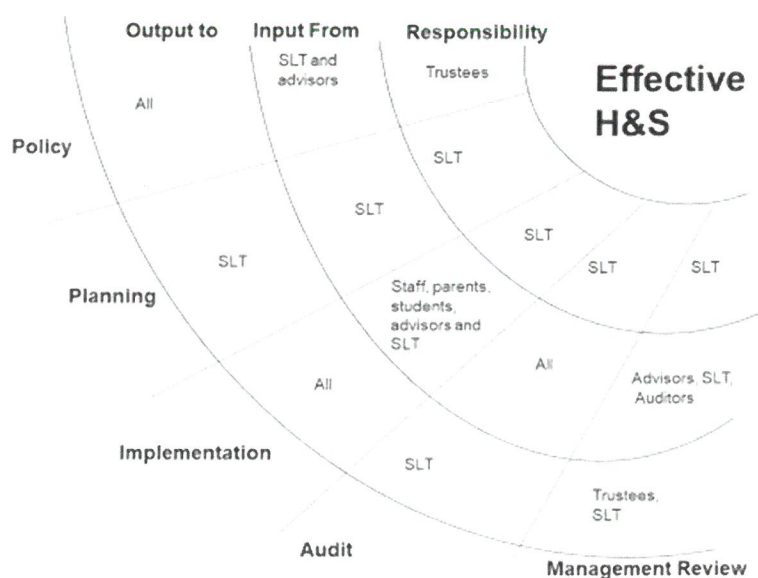 Output to
Input From
Responsibility
SLT and
advisors
Trustees
Effective
H&S
All
Policy
SLT
SLT
SLT
SLT
SLT
SLT
Planning
Staff, parents,
students,
advisors and
SLT
All
All
Advisors, SLT,
Auditors
Implementation
SLT
Trustees,
SLT
Audit
Management Review